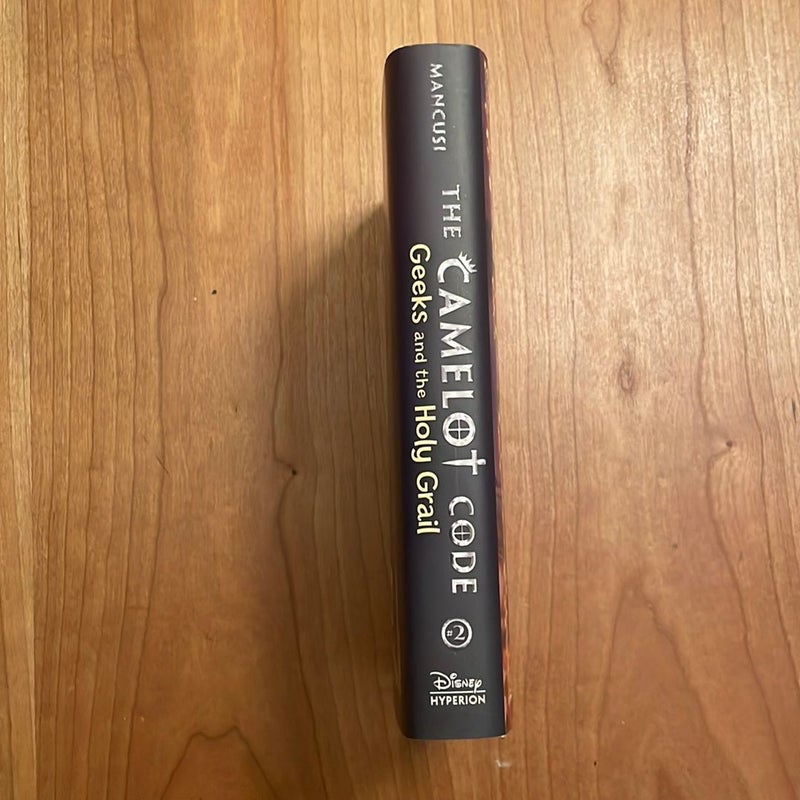 MANCUSI
THE CAMELOT CODE
Geeks and the Holy Grail
#2
Disney
HYPERION